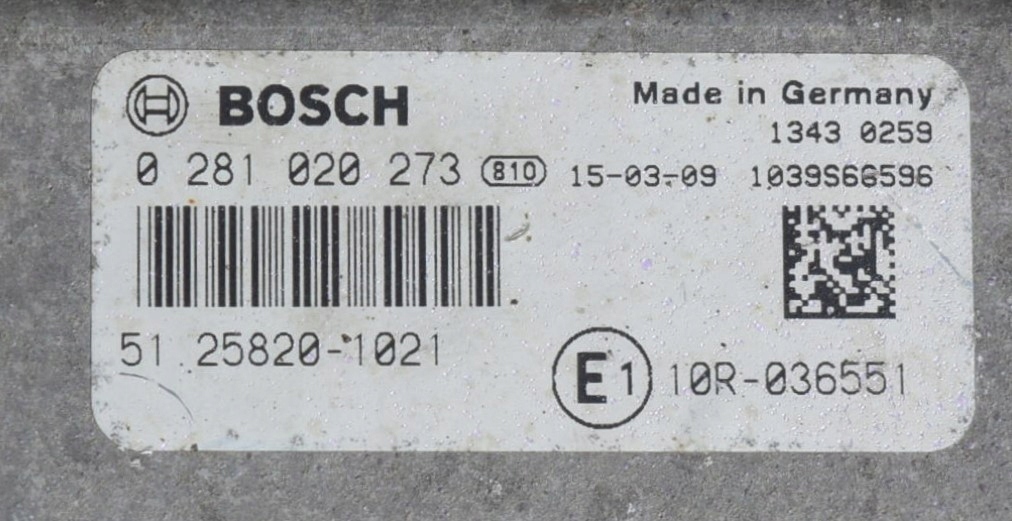 BOSCH
Made in Germany
1343 0259
0 281 020 273 810 15-03-09 1039S66596
51.25820-1021
E1 10R-036551